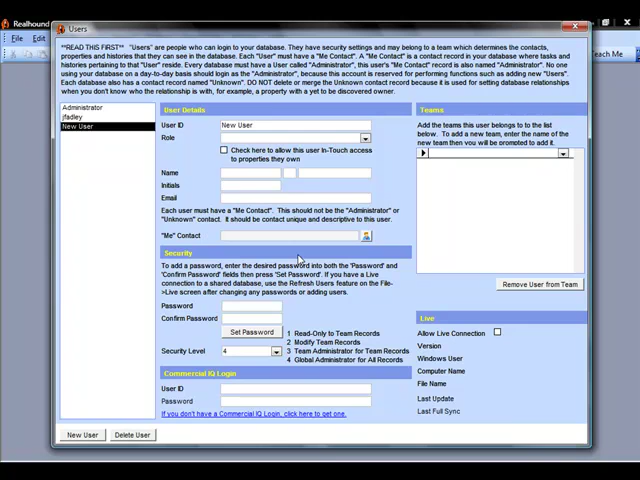 Realhound
Users
File
Edit
Teach Me
**READ THIS FIRST** "Users" are people who can login to your database. They have security settings and may belong to a team which determines the contacts,
properties and histories that they can see in the database. Each "User" must have a "Me Contact". A "Me Contact" is a contact record in your database where tasks and
histories pertaining to that "User" reside. Every database must have a User called "Administrator", this user's "Me Contact" record is also named "Administrator". No one
using your database on a day-to-day basis should login as the "Administrator", because this account is reserved for performing functions such as adding new "Users". Each
database also has a contact record named "Unknown". DO NOT delete or merge the Unknown contact record because it is used for setting database relationships
when you don't know who the relationship is with, for example, a property with a yet to be discovered owner.
Administrator
jfadley
New User
User Details
User ID
New User
Role
Check here to allow this user In-Touch access
to properties they own
Name
Initials
Email
Each user must have a "Me Contact". This should not be the "Administrator" or
"Unknown" contact. It should be contact unique and descriptive to this user.
"Me" Contact
Security
To add a password, enter the desired password into both the 'Password' and
'Confirm Password' fields then press 'Set Password'. If you have a Live
connection to a shared database, use the Refresh Users feature on the File-
>Live screen after changing any passwords or adding users.
Password
Confirm Password
Set Password
Security Level
4
1 Read-Only to Team Records
2 Modify Team Records
3 Team Administrator for Team Records
4 Global Administrator for All Records
Commercial IQ Login
User ID
Password
If you don't have a Commercial IQ Login, click here to get one.
Teams
Add the teams this user belongs to to the list
below. To add a new team, enter the name of the
new team then you will be prompted to add it.
Remove User from Team
Live
Allow Live Connection
Version
Windows User
Computer Name
File Name
Last Update
Last Full Sync
New User
Delete User